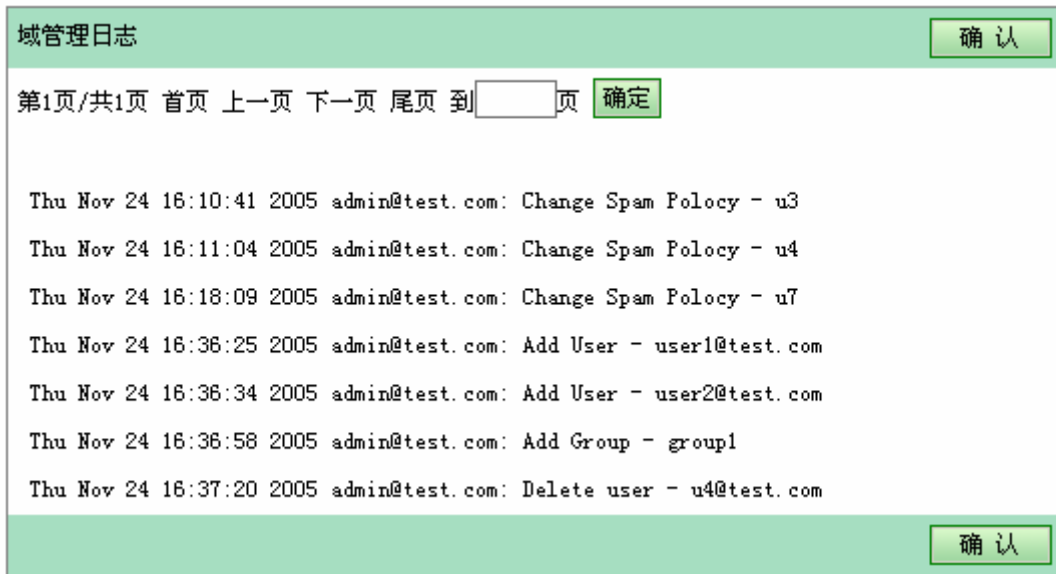 域管理日志 确 认
第1页/共1页 首页 上一页 下一页 尾页 到 页 确定
Thu Nov 24 16:10:41 2005 admin@test.com: Change Spam Polocy - u3
Thu Nov 24 16:11:04 2005 admin@test.com: Change Spam Polocy - u4
Thu Nov 24 16:18:09 2005 admin@test.com: Change Spam Polocy - u7
Thu Nov 24 16:36:25 2005 admin@test.com: Add User - user1@test.com
Thu Nov 24 16:36:34 2005 admin@test.com: Add User - user2@test.com
Thu Nov 24 16:36:58 2005 admin@test.com: Add Group - group1
Thu Nov 24 16:37:20 2005 admin@test.com: Delete user - u4@test.com
确 认